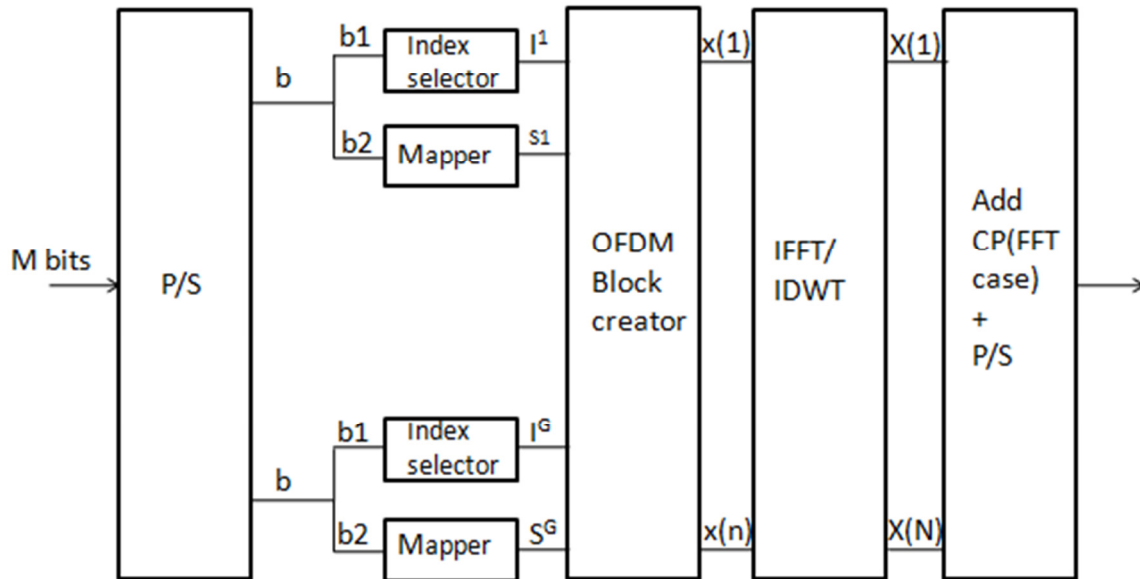 M bits
P/S
b
b1
b2
Index
selector
Mapper
I¹
S1
b
b1
b2
Index
selector
Mapper
Iᴳ
Sᴳ
OFDM
Block
creator
x(1)
x(n)
IFFT/
IDWT
X(1)
X(N)
Add
CP(FFT
case)
+
P/S